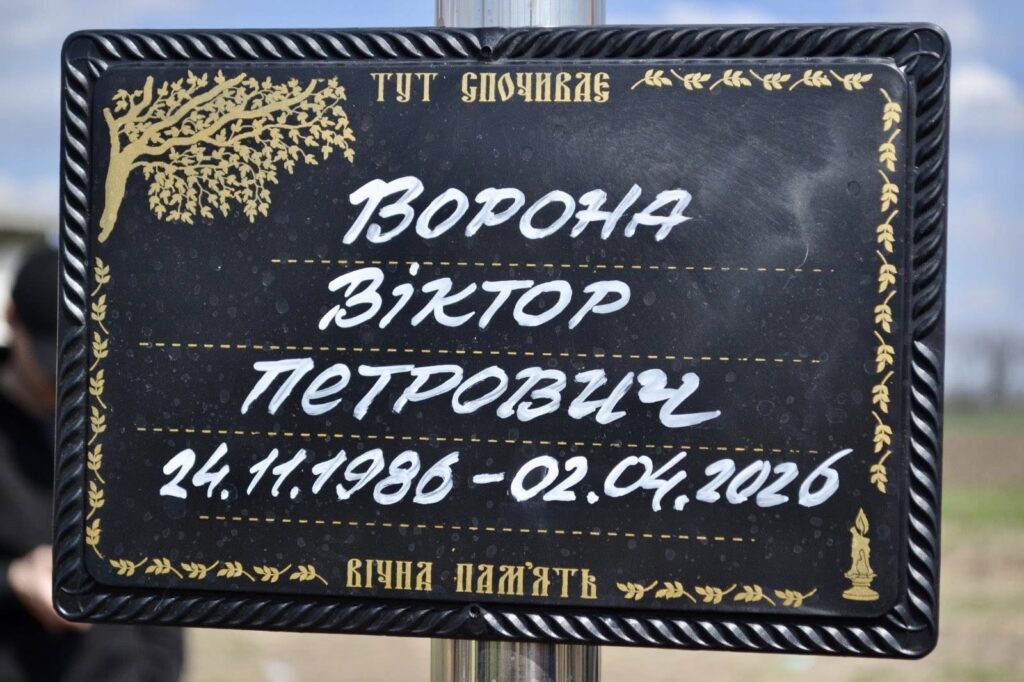 ТУТ СПОЧИВАЄ
ВОРОНА
ВІКТОР
ПЕТРОВИЧ
24.11.1986 – 02.04.2026
ВІЧНА ПАМ'ЯТЬ